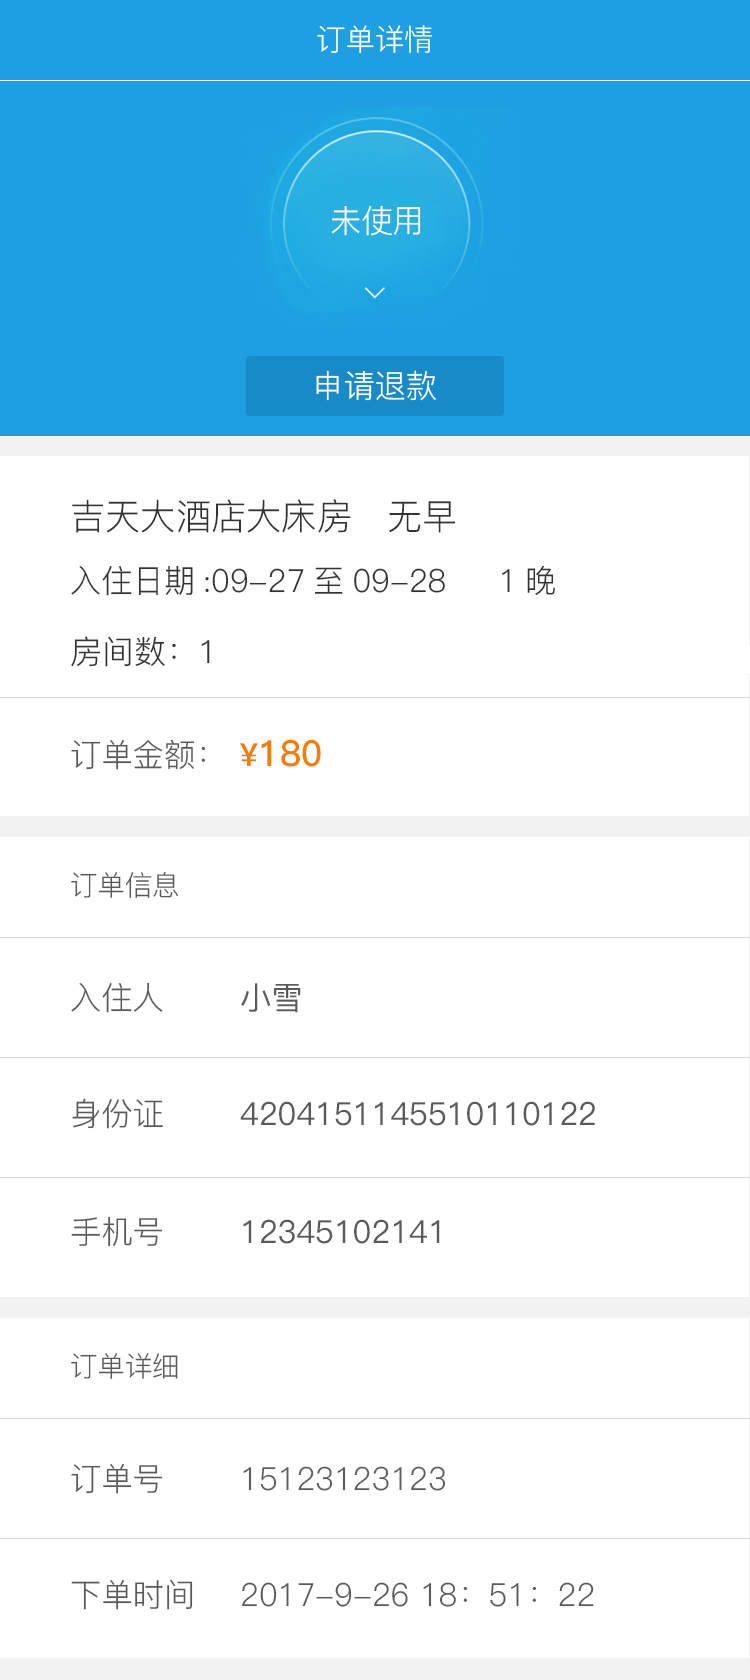 订单详情
未使用
申请退款
吉天大酒店大床房 无早
入住日期:09-27 至 09-28 1 晚
房间数：1
订单金额： ¥180
订单信息
入住人 小雪
身份证 4204151145510110122
手机号 12345102141
订单详细
订单号 15123123123
下单时间 2017-9-26 18：51：22